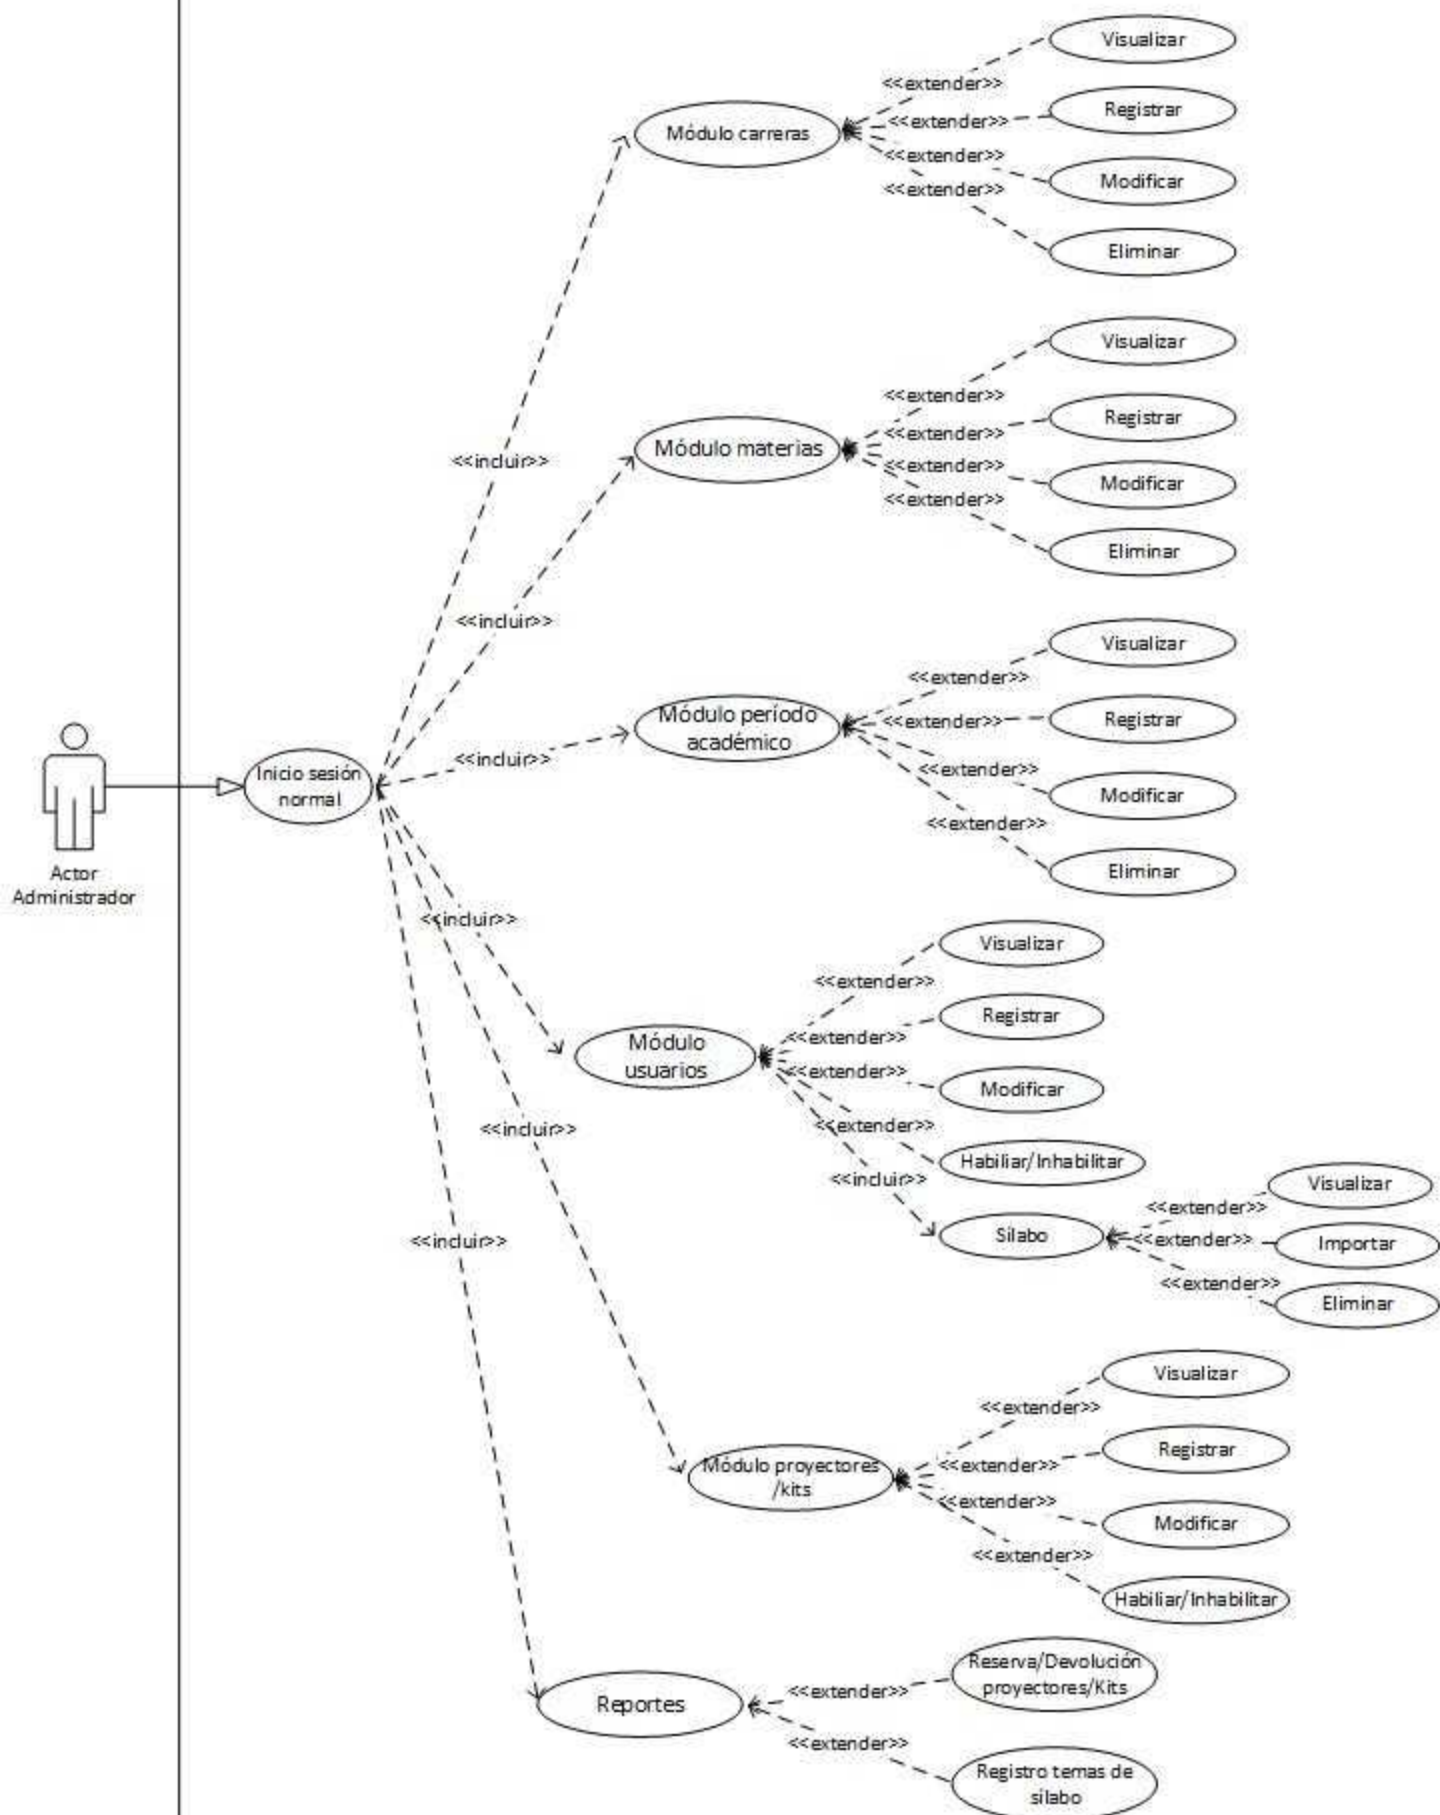 Visualizar
<<extender>>
Registrar
<<extender>>
Módulo carreras
<<extender>>
Modificar
<<extender>>
Eliminar
Visualizar
<<extender>>
Registrar
<<extender>>
Módulo materias
<<incluir>>
<<extender>>
Modificar
<<extender>>
Eliminar
<<incluir>>
Visualizar
<<extender>>
Módulo período
académico
<<extender>>
Registrar
<<incluir>>
<<extender>>
Inicio sesión
normal
Modificar
<<extender>>
Eliminar
Actor
Administrador
<<incluir>>
Visualizar
<<extender>>
Registrar
<<extender>>
Módulo
usuarios
<<extender>>
Modificar
<<extender>>
<<incluir>>
Habiliar/Inhabilitar
<<incluir>>
Visualizar
<<extender>>
Sílabo
<<extender>>
Importar
<<incluir>>
<<extender>>
Eliminar
Visualizar
<<extender>>
Registrar
<<extender>>
Módulo proyectores
/kits
<<extender>>
Modificar
<<extender>>
Habiliar/Inhabilitar
Reserva/Devolución
proyectores/Kits
<<extender>>
Reportes
<<extender>>
Registro temas de
sílabo